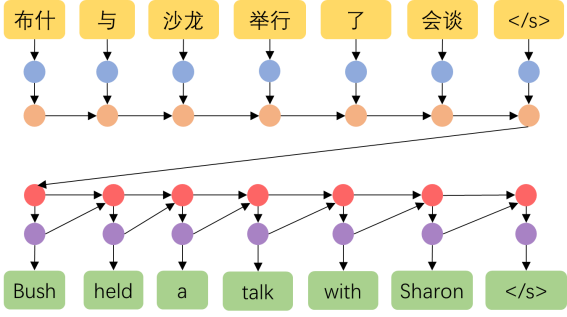 布什 与 沙龙 举行 了 会谈 </s>
Bush held a talk with Sharon </s>